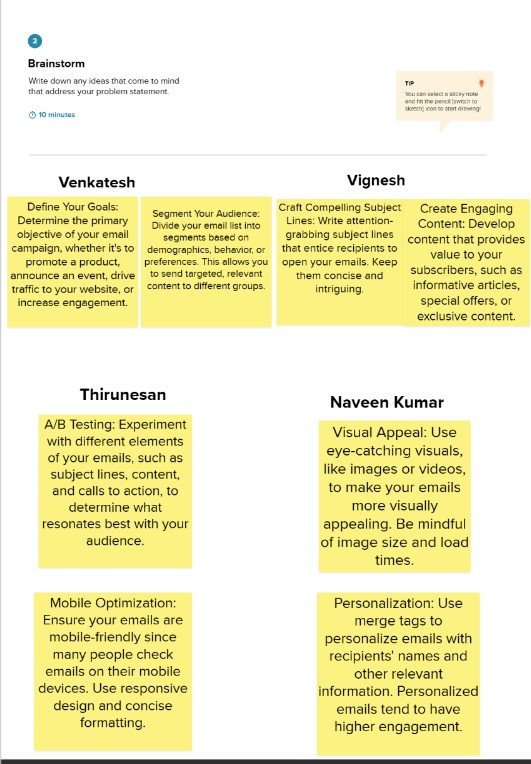 2
Brainstorm
Write down any ideas that come to mind
that address your problem statement.
10 minutes
TIP
You can select a sticky note
and hit the pencil [switch to
sketch] icon to start drawing!
Venkatesh
Define Your Goals:
Determine the primary
objective of your email
campaign, whether it's to
promote a product,
announce an event, drive
traffic to your website, or
increase engagement.
Segment Your Audience:
Divide your email list into
segments based on
demographics, behavior, or
preferences. This allows you
to send targeted, relevant
content to different groups.
Vignesh
Craft Compelling Subject
Lines: Write attention-
grabbing subject lines
that entice recipients to
open your emails. Keep
them concise and
intriguing.
Create Engaging
Content: Develop
content that provides
value to your
subscribers, such as
informative articles,
special offers, or
exclusive content.
Thirunesan
A/B Testing: Experiment
with different elements
of your emails, such as
subject lines, content,
and calls to action, to
determine what
resonates best with your
audience.
Mobile Optimization:
Ensure your emails are
mobile-friendly since
many people check
emails on their mobile
devices. Use responsive
design and concise
formatting.
Naveen Kumar
Visual Appeal: Use
eye-catching visuals,
like images or videos,
to make your emails
more visually
appealing. Be mindful
of image size and load
times.
Personalization: Use
merge tags to
personalize emails with
recipients' names and
other relevant
information. Personalized
emails tend to have
higher engagement.